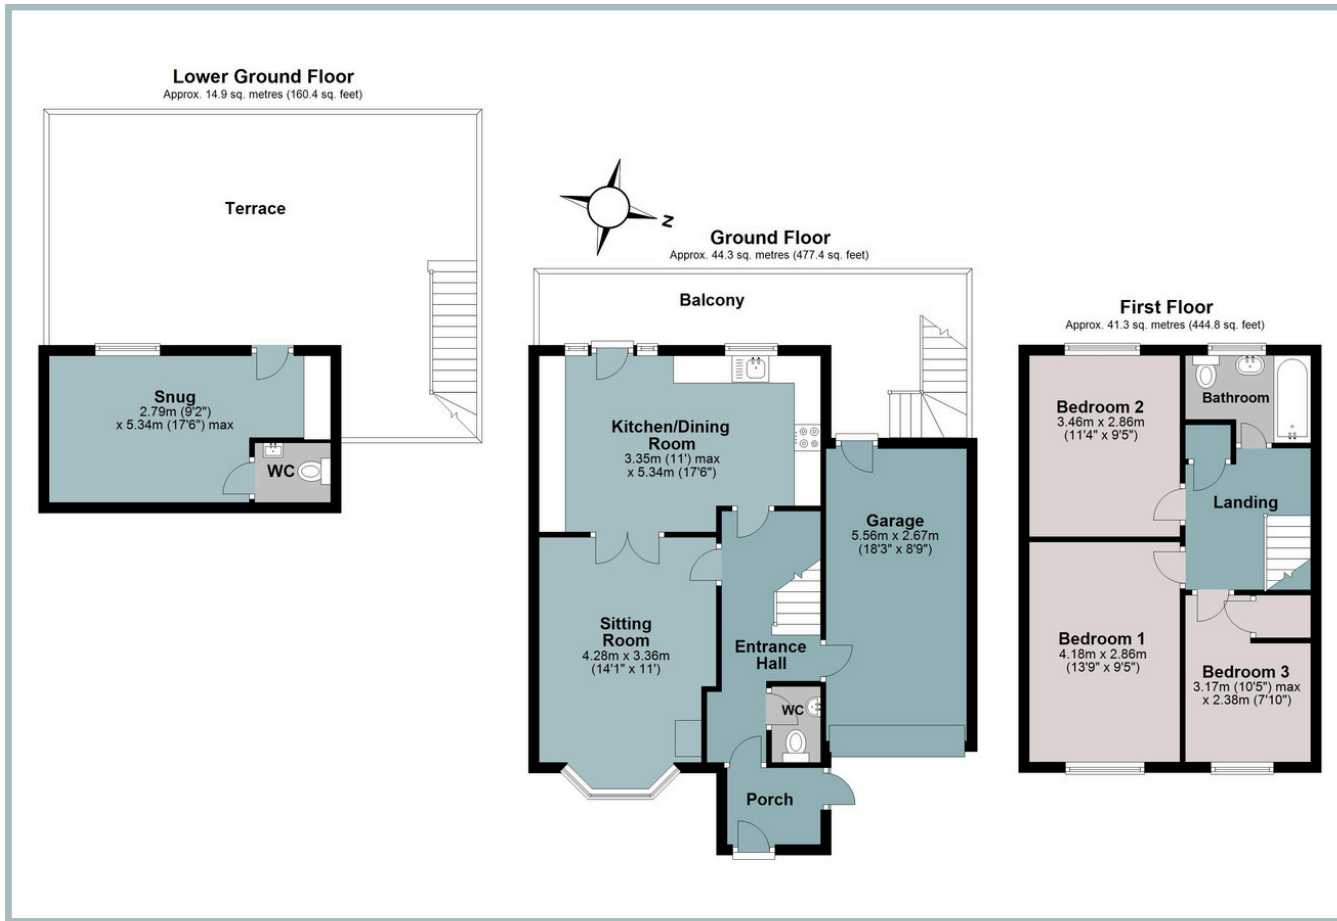 Lower Ground Floor
Approx. 14.9 sq. metres (160.4 sq. feet)
Terrace
Snug
2.79m (9'2")
x 5.34m (17'6") max
WC
N
Ground Floor
Approx. 44.3 sq. metres (477.4 sq. feet)
Balcony
Kitchen/Dining
Room
3.35m (11') max
x 5.34m (17'6")
Garage
5.56m x 2.67m
(18'3" x 8'9")
Sitting
Room
4.28m x 3.36m
(14'1" x 11')
Entrance
Hall
WC
Porch
First Floor
Approx. 41.3 sq. metres (444.8 sq. feet)
Bedroom 2
3.46m x 2.86m
(11'4" x 9'5")
Bathroom
Landing
Bedroom 1
4.18m x 2.86m
(13'9" x 9'5")
Bedroom 3
3.17m (10'5") max
x 2.38m (7'10")